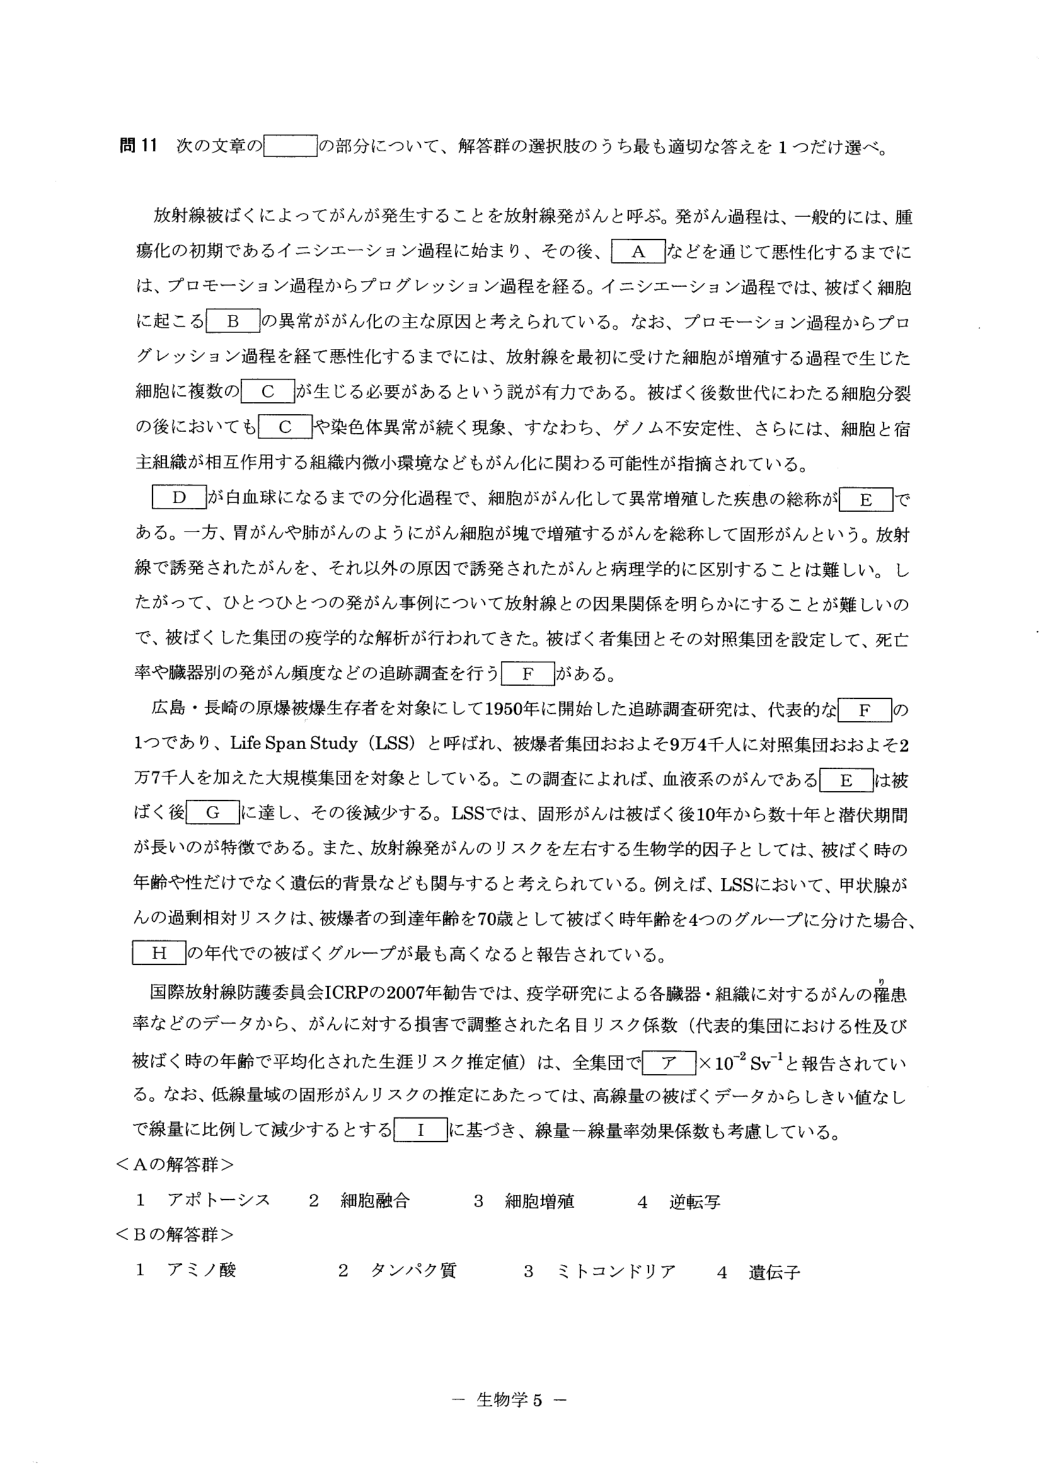 問11 次の文章の の部分について、解答群の選択肢のうち最も適切な答えを1つだけ選べ。
放射線被ばくによってがんが発生することを放射線発がんと呼ぶ。発がん過程は、一般的には、腫
瘍化の初期であるイニシエーション過程に始まり、その後、 A などを通じて悪性化するまでに
は、プロモーション過程からプログレッション過程を経る。イニシエーション過程では、被ばく細胞
に起こる B の異常ががん化の主な原因と考えられている。なお、プロモーション過程からプロ
グレッション過程を経て悪性化するまでには、放射線を最初に受けた細胞が増殖する過程で生じた
細胞に複数の C が生じる必要があるという説が有力である。被ばく後数世代にわたる細胞分裂
の後においても C や染色体異常が続く現象、すなわち、ゲノム不安定性、さらには、細胞と宿
主組織が相互作用する組織内微小環境などもがん化に関わる可能性が指摘されている。
D が白血球になるまでの分化過程で、細胞ががん化して異常増殖した疾患の総称が E で
ある。一方、胃がんや肺がんのようにがん細胞が塊で増殖するがんを総称して固形がんという。放射
線で誘発されたがんを、それ以外の原因で誘発されたがんと病理学的に区別することは難しい。し
たがって、ひとつひとつの発がん事例について放射線との因果関係を明らかにすることが難しいの
で、被ばくした集団の疫学的な解析が行われてきた。被ばく者集団とその対照集団を設定して、死亡
率や臓器別の発がん頻度などの追跡調査を行う F がある。
広島・長崎の原爆被爆生存者を対象にして1950年に開始した追跡調査研究は、代表的な F の
1つであり、Life Span Study（LSS）と呼ばれ、被爆者集団おおよそ9万4千人に対照集団おおよそ2
万7千人を加えた大規模集団を対象としている。この調査によれば、血液系のがんである E は被
ばく後 G に達し、その後減少する。LSSでは、固形がんは被ばく後10年から数十年と潜伏期間
が長いのが特徴である。また、放射線発がんのリスクを左右する生物学的因子としては、被ばく時の
年齢や性だけでなく遺伝的背景なども関与すると考えられている。例えば、LSSにおいて、甲状腺が
んの過剰相対リスクは、被爆者の到達年齢を70歳として被ばく時年齢を4つのグループに分けた場合、
H の年代での被ばくグループが最も高くなると報告されている。
国際放射線防護委員会ICRPの2007年勧告では、疫学研究による各臓器・組織に対するがんの罹患
率などのデータから、がんに対する損害で調整された名目リスク係数（代表的集団における性及び
被ばく時の年齢で平均化された生涯リスク推定値）は、全集団で ア ×10⁻² Sv⁻¹と報告されてい
る。なお、低線量域の固形がんリスクの推定にあたっては、高線量の被ばくデータからしきい値なし
で線量に比例して減少するとする I に基づき、線量－線量率効果係数も考慮している。
＜Aの解答群＞
1 アポトーシス 2 細胞融合 3 細胞増殖 4 逆転写
＜Bの解答群＞
1 アミノ酸 2 タンパク質 3 ミトコンドリア 4 遺伝子
－ 生物学 5 －